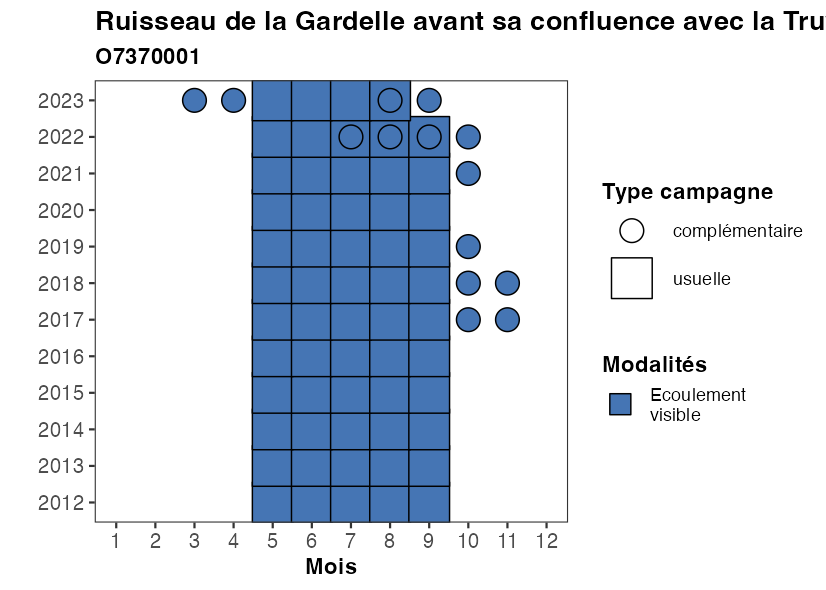 Ruisseau de la Gardelle avant sa confluence avec la Tru
O7370001
2023
2022
2021
2020
2019
2018
2017
2016
2015
2014
2013
2012
1 2 3 4 5 6 7 8 9 10 11 12
Mois
Type campagne
complémentaire
usuelle
Modalités
Ecoulement
visible